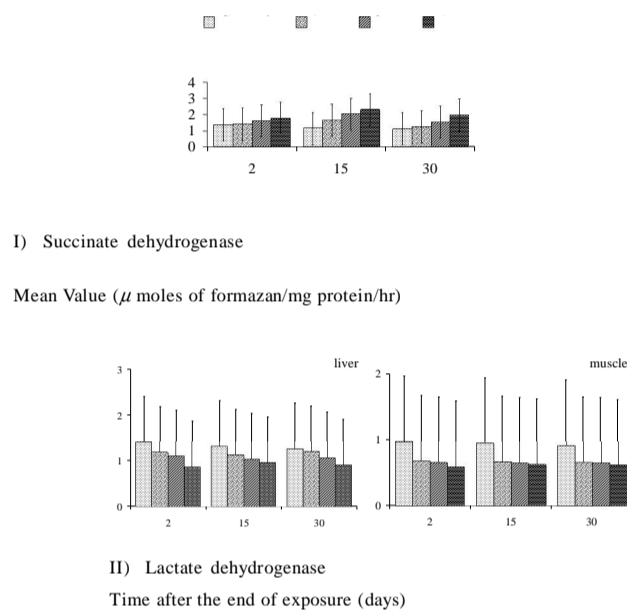 4
3
2
1
0
2 15 30
I) Succinate dehydrogenase
Mean Value (μ moles of formazan/mg protein/hr)
liver
3
2
1
0
2 15 30
muscle
2
1
0
2 15 30
II) Lactate dehydrogenase
Time after the end of exposure (days)